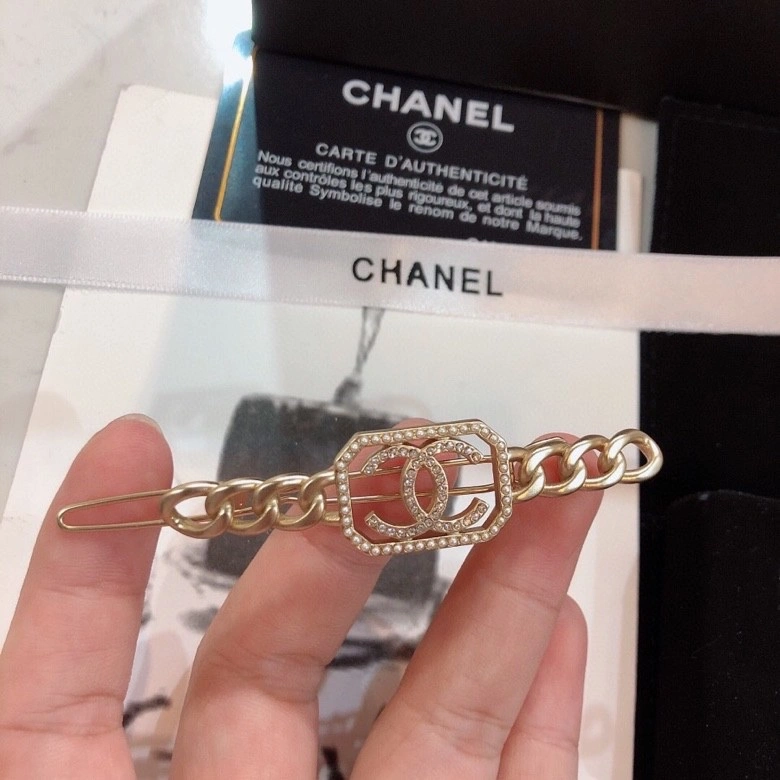 CHANEL
CARTE D'AUTHENTICITÉ
Nous certifions l'authenticité de cet article soumis
aux contrôles les plus rigoureux, et dont la haute
qualité Symbolise le renom de notre Marque.
CHANEL